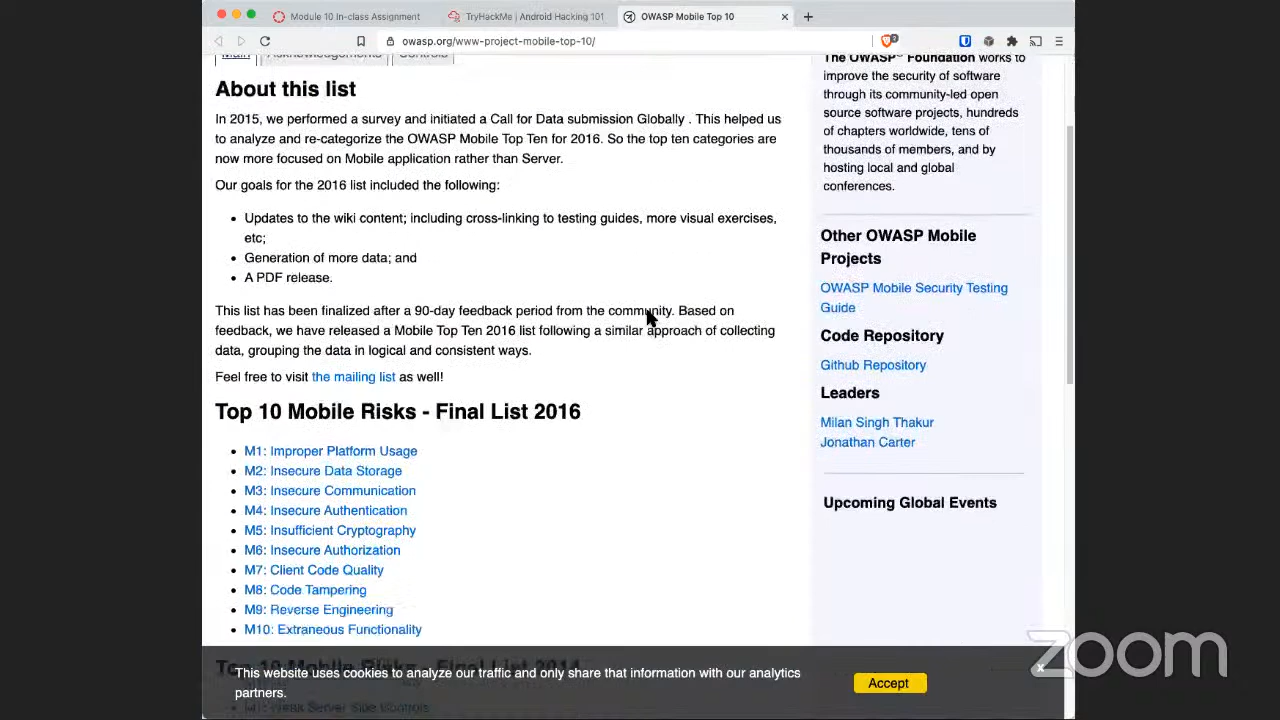 Module 10 In-class Assignment
TryHackMe | Android Hacking 101
OWASP Mobile Top 10
owasp.org/www-project-mobile-top-10/
Main
Acknowledgements
Controls
About this list
In 2015, we performed a survey and initiated a Call for Data submission Globally . This helped us
to analyze and re-categorize the OWASP Mobile Top Ten for 2016. So the top ten categories are
now more focused on Mobile application rather than Server.
Our goals for the 2016 list included the following:
Updates to the wiki content; including cross-linking to testing guides, more visual exercises,
etc;
Generation of more data; and
A PDF release.
This list has been finalized after a 90-day feedback period from the community. Based on
feedback, we have released a Mobile Top Ten 2016 list following a similar approach of collecting
data, grouping the data in logical and consistent ways.
Feel free to visit the mailing list as well!
Top 10 Mobile Risks - Final List 2016
M1: Improper Platform Usage
M2: Insecure Data Storage
M3: Insecure Communication
M4: Insecure Authentication
M5: Insufficient Cryptography
M6: Insecure Authorization
M7: Client Code Quality
M8: Code Tampering
M9: Reverse Engineering
M10: Extraneous Functionality
Top 10 Mobile Risks - Final List 2014
M1: Weak Server Side Controls
The OWASP® Foundation works to
improve the security of software
through its community-led open
source software projects, hundreds
of chapters worldwide, tens of
thousands of members, and by
hosting local and global
conferences.
Other OWASP Mobile
Projects
OWASP Mobile Security Testing
Guide
Code Repository
Github Repository
Leaders
Milan Singh Thakur
Jonathan Carter
Upcoming Global Events
This website uses cookies to analyze our traffic and only share that information with our analytics
partners.
Accept
x
zoom